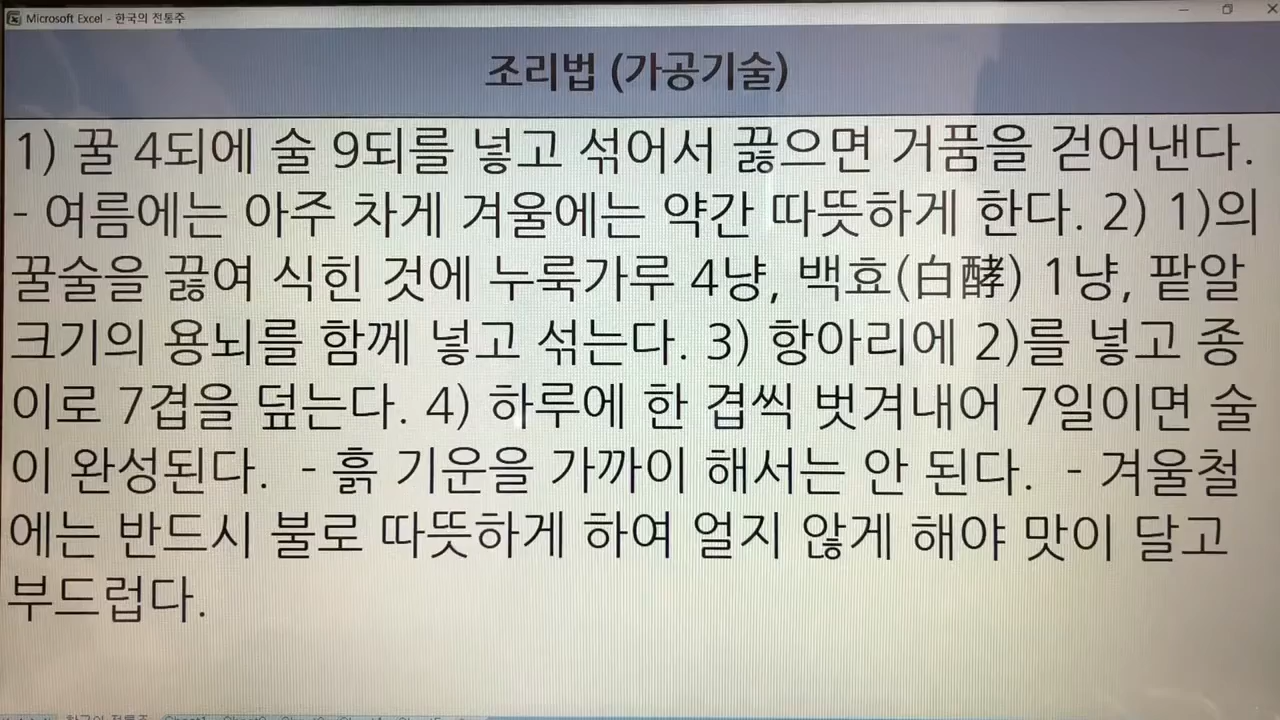 Microsoft Excel - 한국의 전통주
조리법 (가공기술)
1) 꿀 4되에 술 9되를 넣고 섞어서 끓으면 거품을 걷어낸다.
- 여름에는 아주 차게 겨울에는 약간 따뜻하게 한다. 2) 1)의
꿀술을 끓여 식힌 것에 누룩가루 4냥, 백효(白酵) 1냥, 팥알
크기의 용뇌를 함께 넣고 섞는다. 3) 항아리에 2)를 넣고 종
이로 7겹을 덮는다. 4) 하루에 한 겹씩 벗겨내어 7일이면 술
이 완성된다. - 흙 기운을 가까이 해서는 안 된다. - 겨울철
에는 반드시 불로 따뜻하게 하여 얼지 않게 해야 맛이 달고
부드럽다.